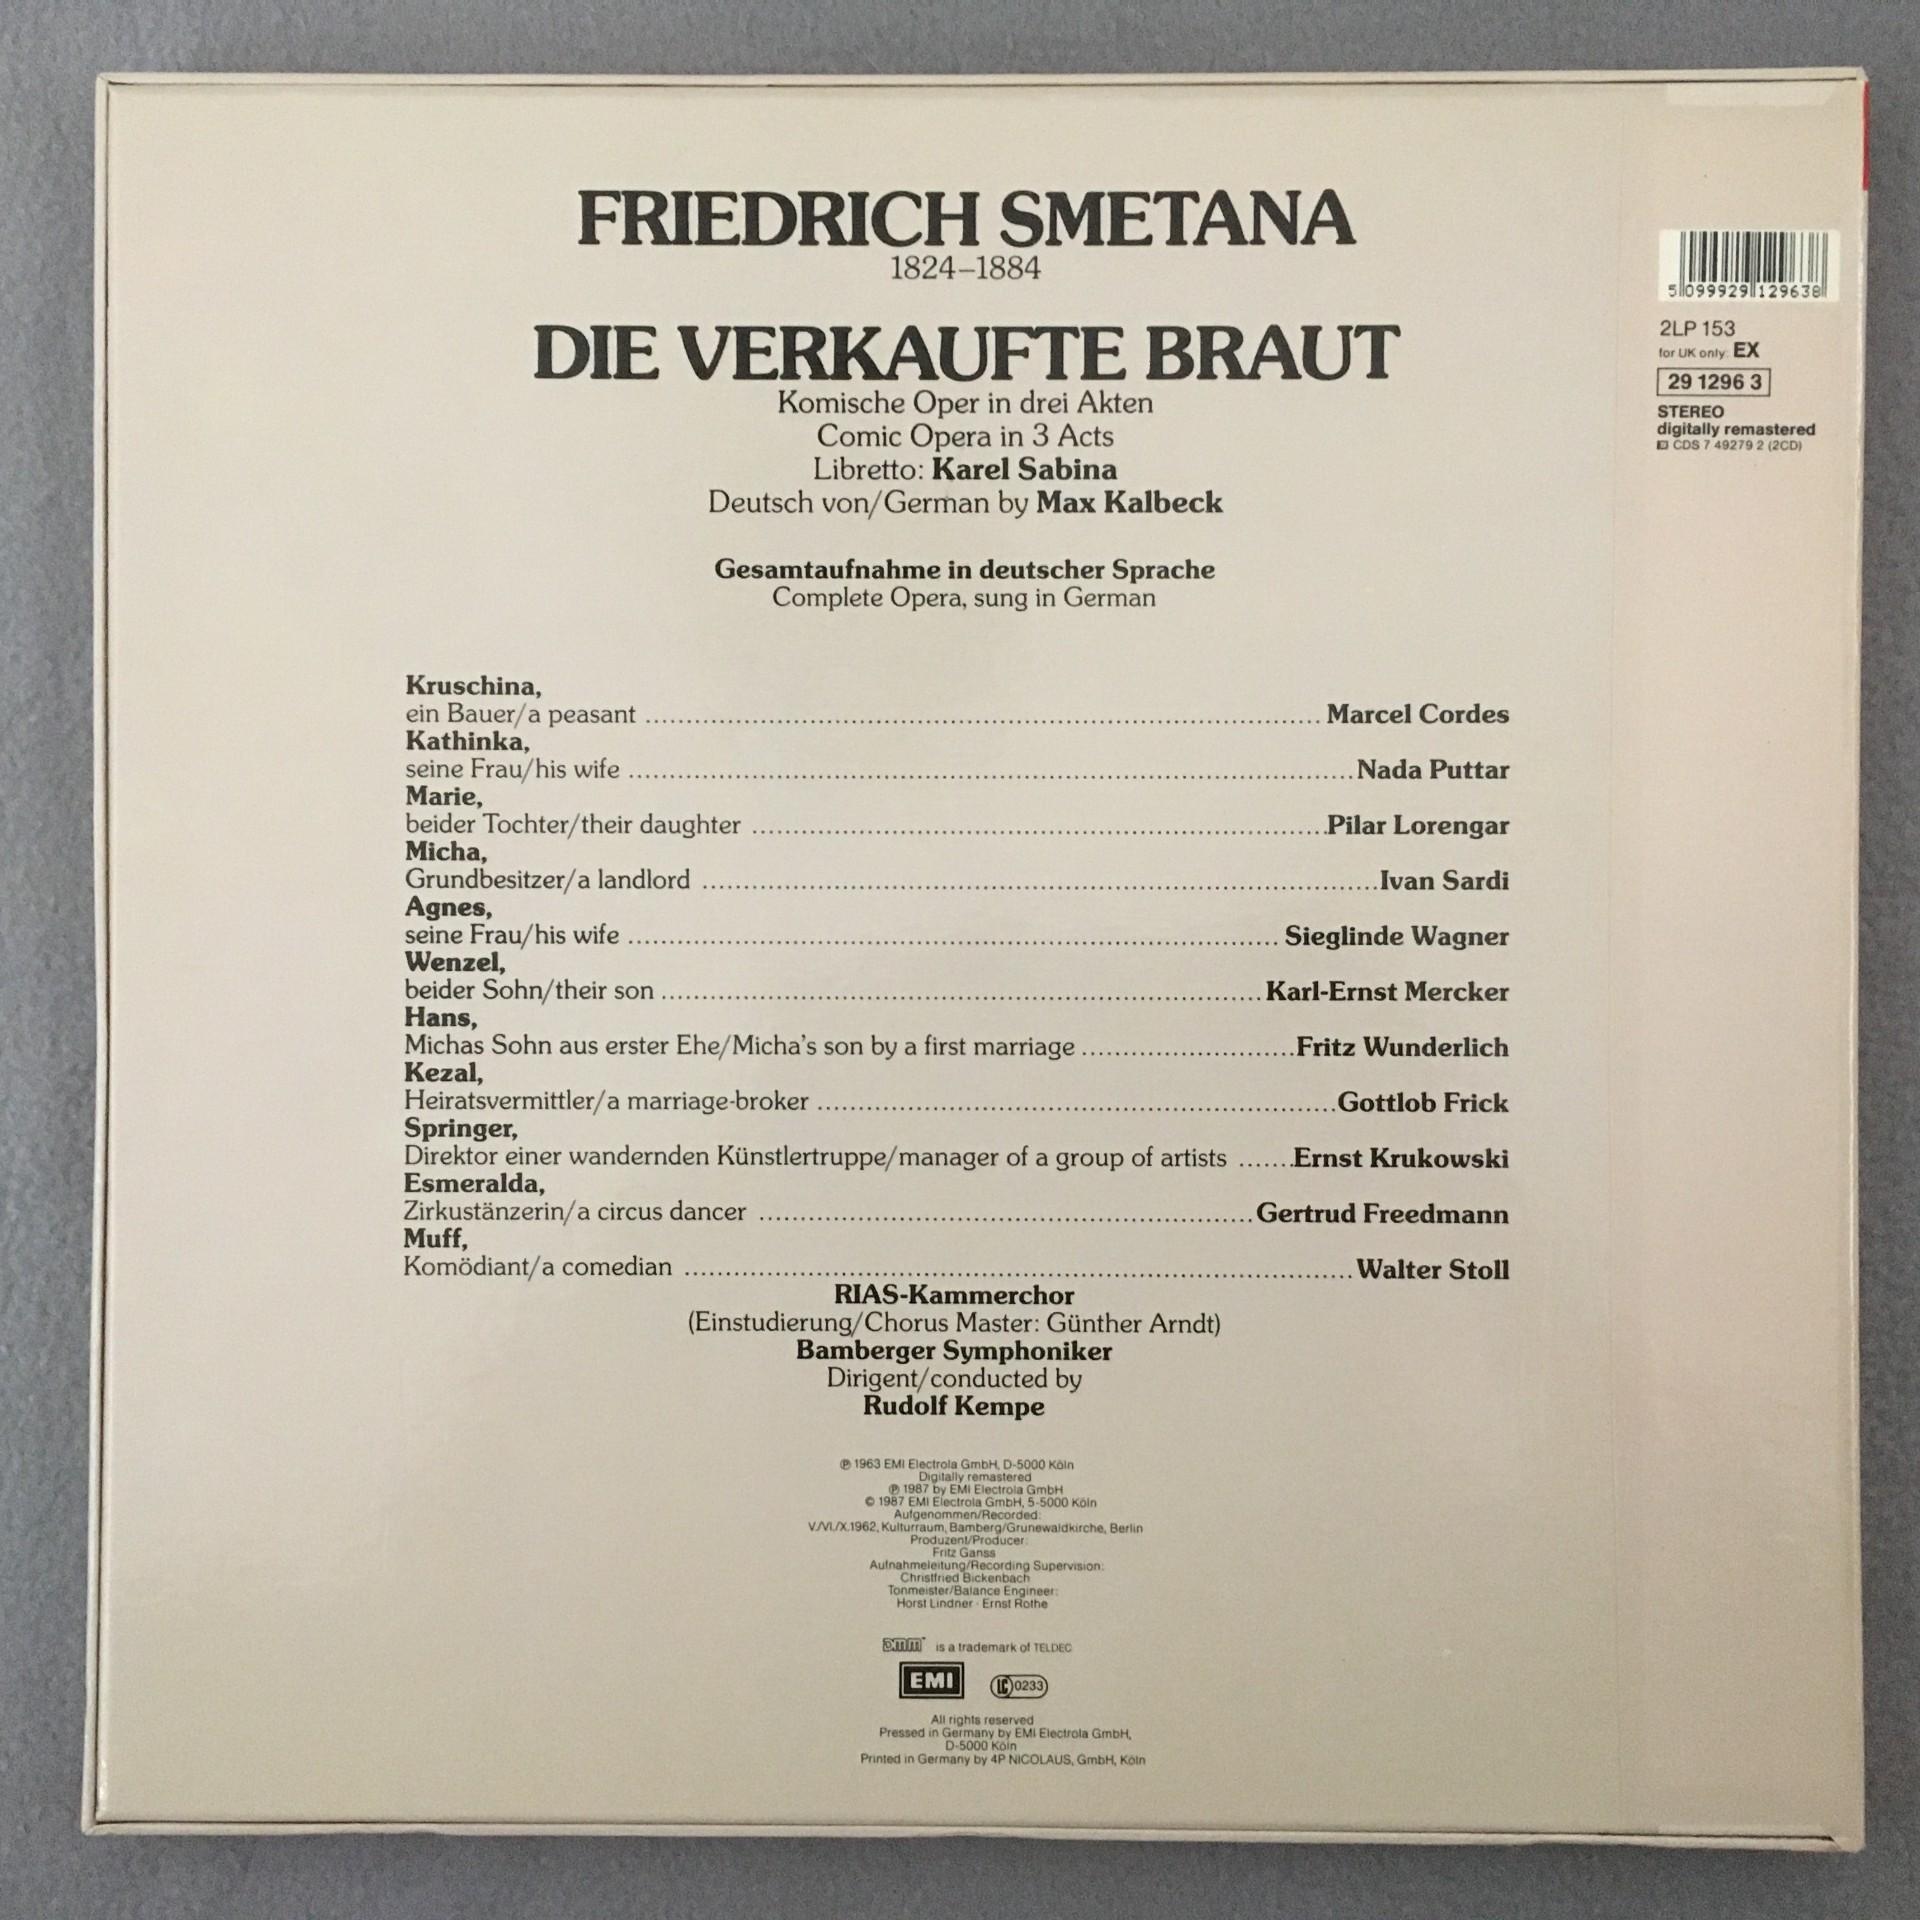 FRIEDRICH SMETANA
1824–1884
DIE VERKAUFTE BRAUT
Komische Oper in drei Akten
Comic Opera in 3 Acts
Libretto: Karel Sabina
Deutsch von/German by Max Kalbeck
Gesamtaufnahme in deutscher Sprache
Complete Opera, sung in German
Kruschina,
ein Bauer/a peasant ........ Marcel Cordes
Kathinka,
seine Frau/his wife ........ Nada Puttar
Marie,
beider Tochter/their daughter ........ Pilar Lorengar
Micha,
Grundbesitzer/a landlord ........ Ivan Sardi
Agnes,
seine Frau/his wife ........ Sieglinde Wagner
Wenzel,
beider Sohn/their son ........ Karl-Ernst Mercker
Hans,
Michas Sohn aus erster Ehe/Micha's son by a first marriage ........ Fritz Wunderlich
Kezal,
Heiratsvermittler/a marriage-broker ........ Gottlob Frick
Springer,
Direktor einer wandernden Künstlertruppe/manager of a group of artists ....... Ernst Krukowski
Esmeralda,
Zirkustänzerin/a circus dancer ........ Gertrud Freedmann
Muff,
Komödiant/a comedian ........ Walter Stoll
RIAS-Kammerchor
(Einstudierung/Chorus Master: Günther Arndt)
Bamberger Symphoniker
Dirigent/conducted by
Rudolf Kempe
℗ 1963 EMI Electrola GmbH, D-5000 Köln
Digitally remastered
℗ 1987 by EMI Electrola GmbH
© 1987 EMI Electrola GmbH, 5-5000 Köln
Aufgenommen/Recorded:
V./VI./X.1962, Kulturraum, Bamberg/Grunewaldkirche, Berlin
Produzent/Producer:
Fritz Ganss
Aufnahmeleitung/Recording Supervision:
Christfried Bickenbach
Tonmeister/Balance Engineer:
Horst Lindner · Ernst Rothe
DMM™ is a trademark of TELDEC
EMI LC 0233
All rights reserved
Pressed in Germany by EMI Electrola GmbH,
D-5000 Köln
Printed in Germany by 4P NICOLAUS, GmbH, Köln
5 099929 129638
2LP 153
for UK only: EX
29 1296 3
STEREO
digitally remastered
CDS 7 49279 2 (2CD)